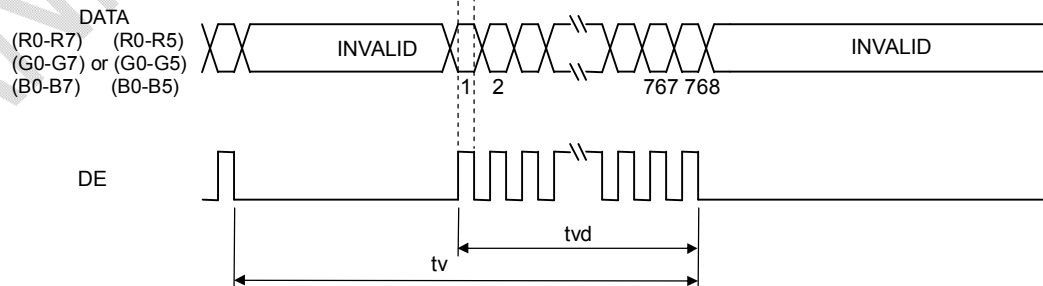 DATA
(R0-R7) (R0-R5)
(G0-G7) or (G0-G5)
(B0-B7) (B0-B5)
INVALID
INVALID
1 2 767 768
DE
tvd
tv